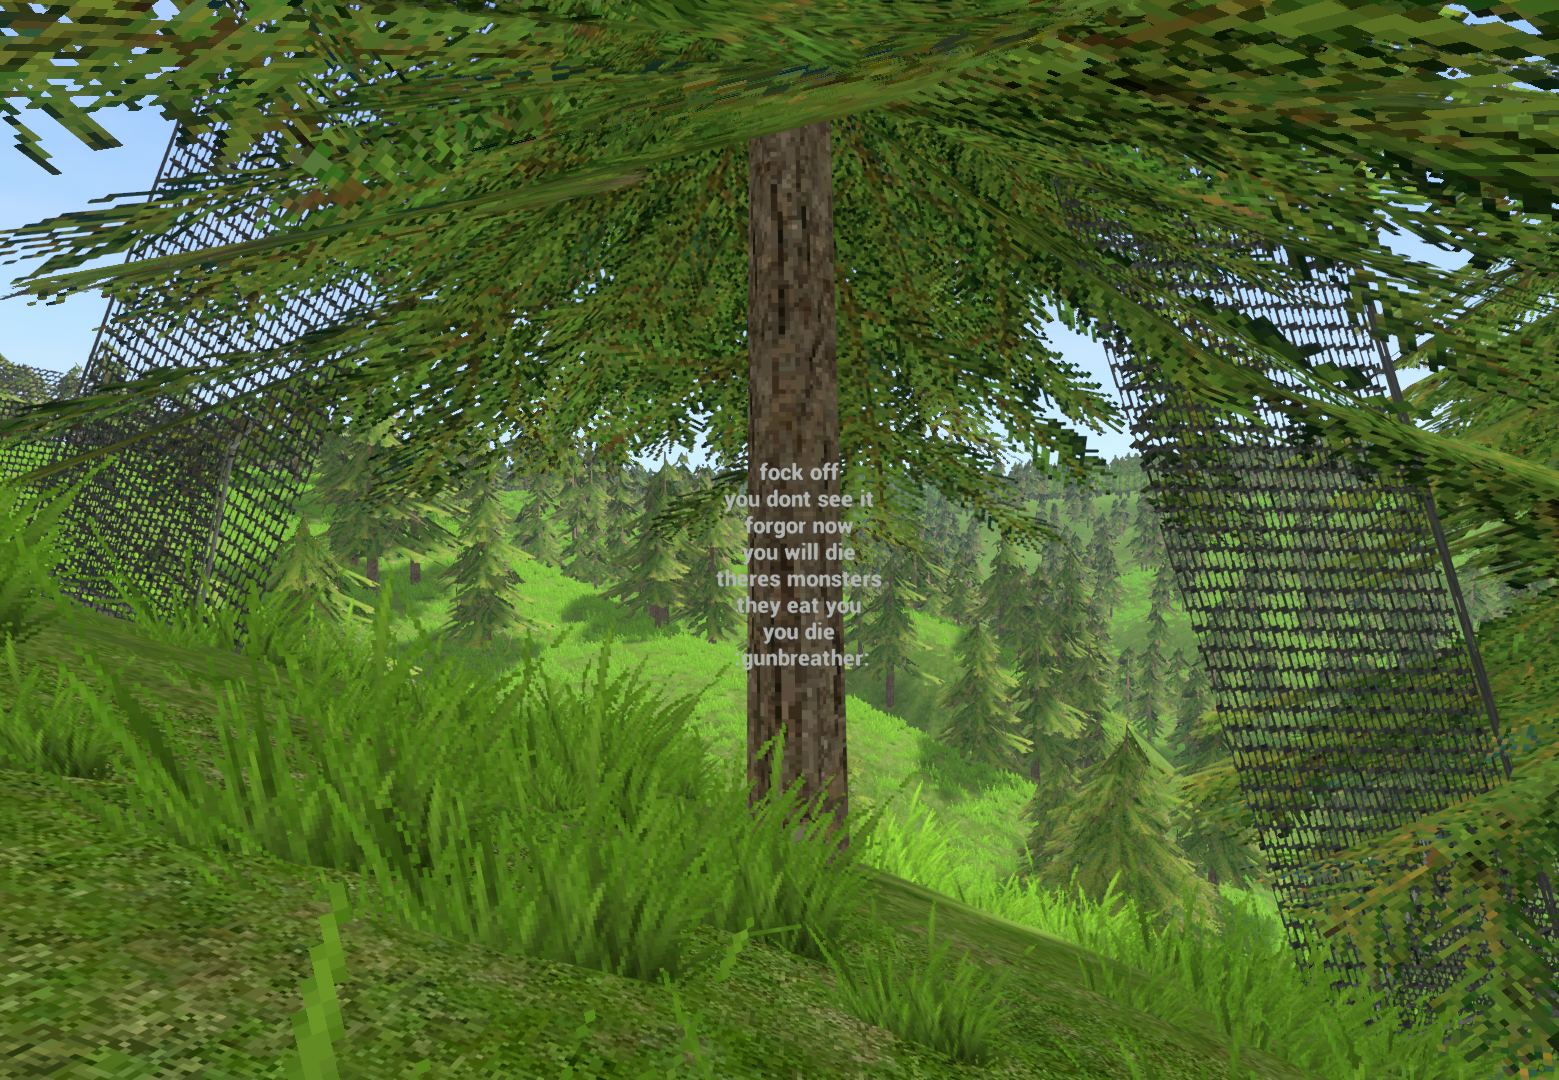 fock off
you dont see it
forgor now
you will die
theres monsters
they eat you
you die
:gunbreather: